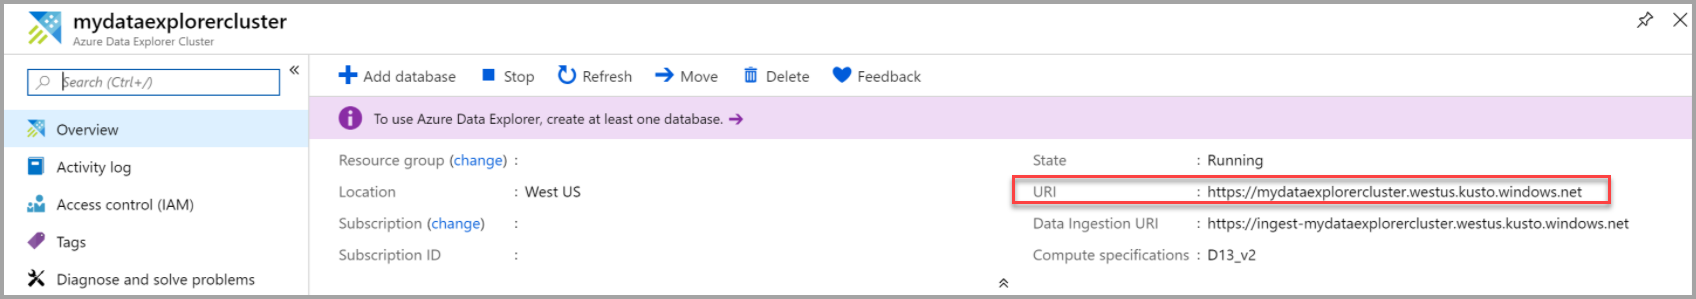 mydataexplorercluster
Azure Data Explorer Cluster
Search (Ctrl+/)
Overview
Activity log
Access control (IAM)
Tags
Diagnose and solve problems
Add database Stop Refresh Move Delete Feedback
To use Azure Data Explorer, create at least one database.
Resource group (change) :
Location : West US
Subscription (change) :
Subscription ID :
State : Running
URI : https://mydataexplorercluster.westus.kusto.windows.net
Data Ingestion URI : https://ingest-mydataexplorercluster.westus.kusto.windows.net
Compute specifications : D13_v2